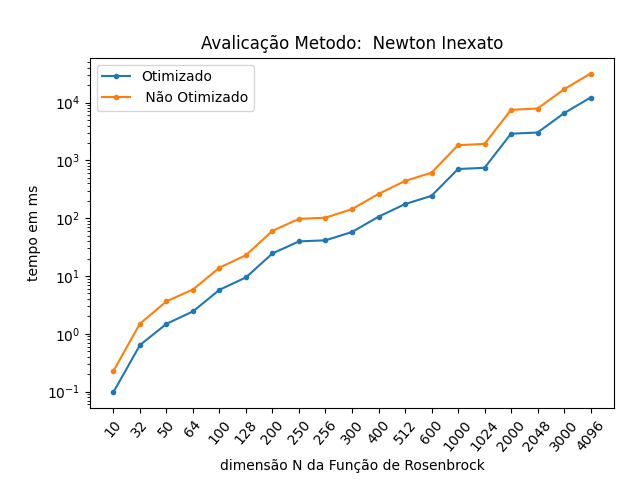 Avalicação Metodo:  Newton Inexato
Otimizado
Não Otimizado
tempo em ms
10^4
10^3
10^2
10^1
10^0
10^−1
10 32 50 64 100 128 200 250 256 300 400 512 600 1000 1024 2000 2048 3000 4096
dimensão N da Função de Rosenbrock